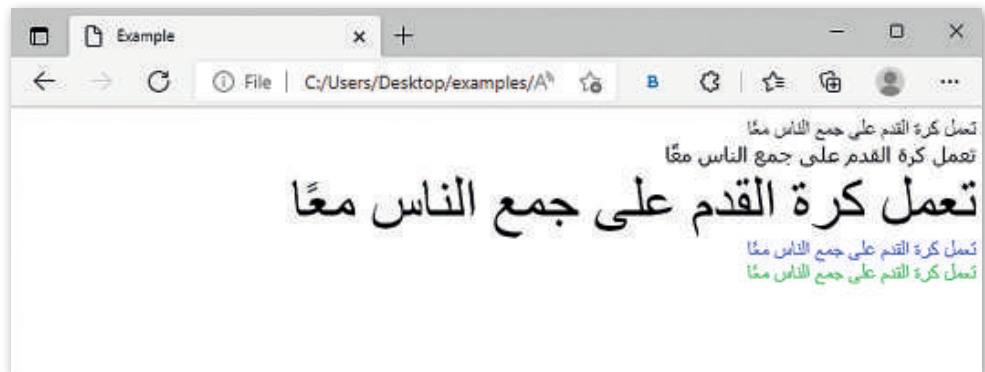 Example
File | C:/Users/Desktop/examples/
تعمل كرة القدم على جمع الناس معًا
تعمل كرة القدم على جمع الناس معًا
تعمل كرة القدم على جمع الناس معًا
تعمل كرة القدم على جمع الناس معًا
تعمل كرة القدم على جمع الناس معًا